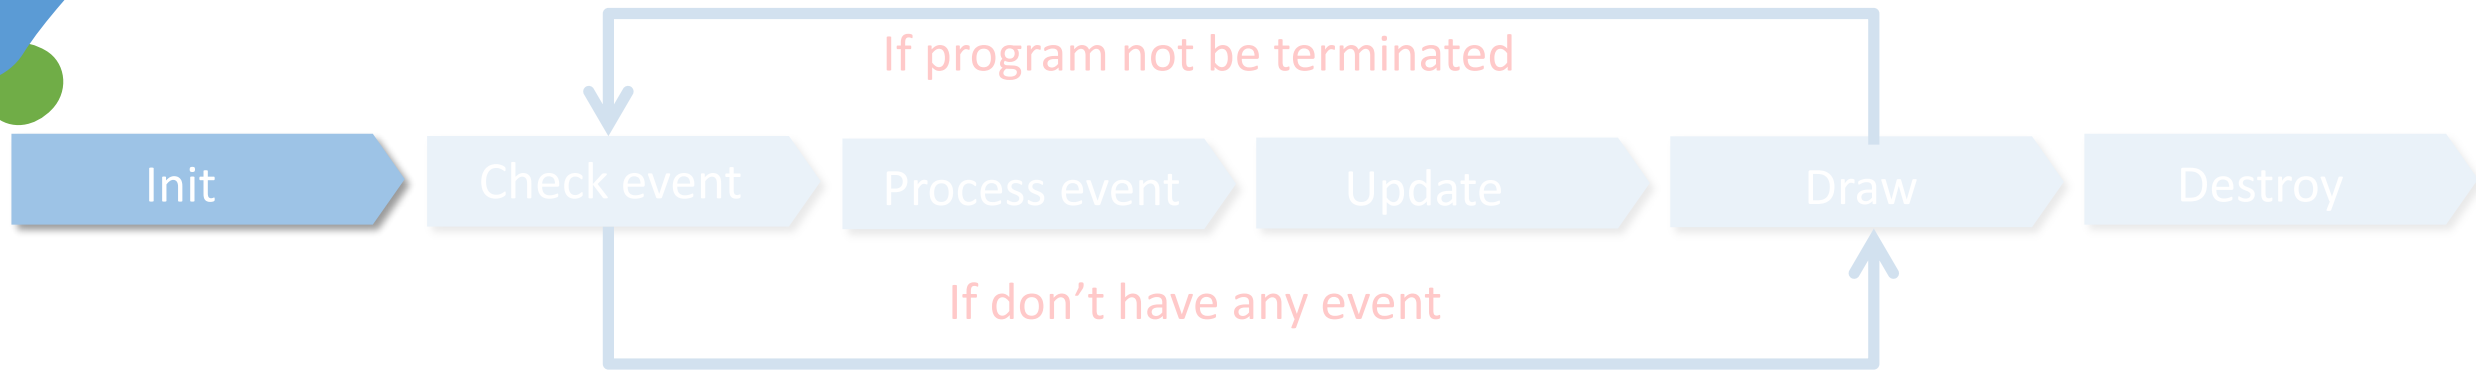 If program not be terminated
Init
Check event
Process event
Update
Draw
Destroy
If don’t have any event